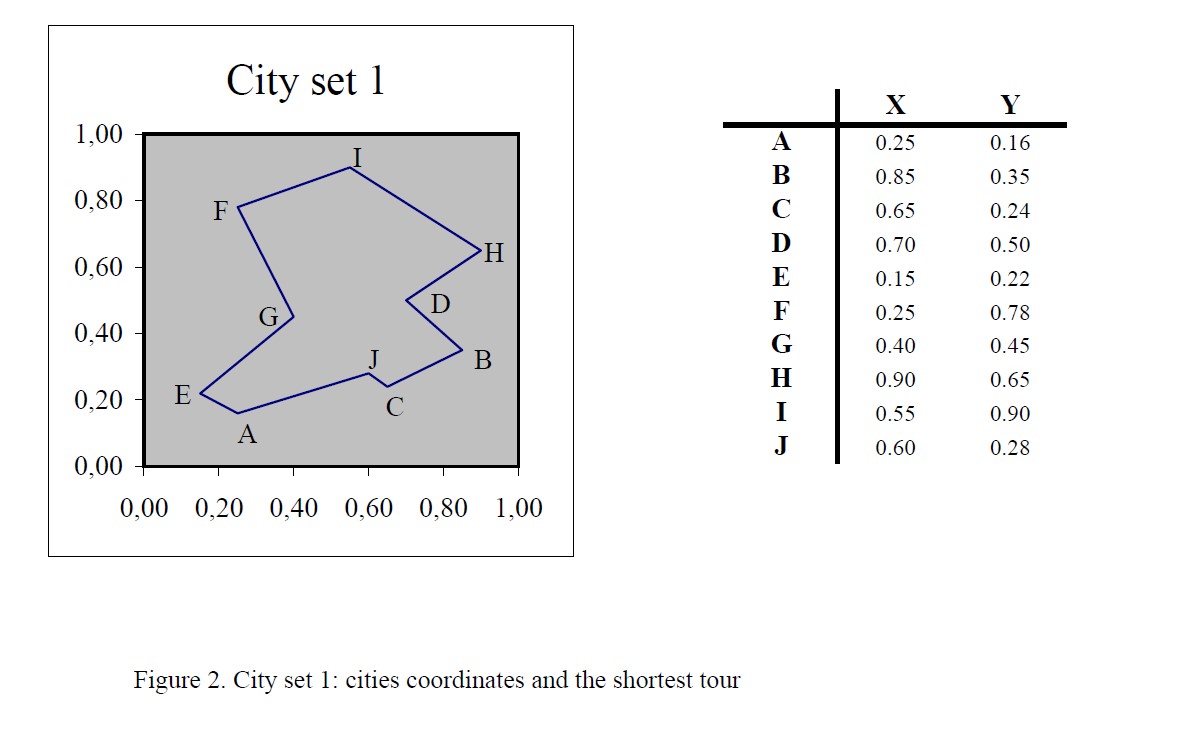 City set 1
1,00
0,80
0,60
0,40
0,20
0,00
0,00 0,20 0,40 0,60 0,80 1,00
I
F
H
D
G
J
B
E
C
A
X Y
A 0.25 0.16
B 0.85 0.35
C 0.65 0.24
D 0.70 0.50
E 0.15 0.22
F 0.25 0.78
G 0.40 0.45
H 0.90 0.65
I 0.55 0.90
J 0.60 0.28
Figure 2. City set 1: cities coordinates and the shortest tour